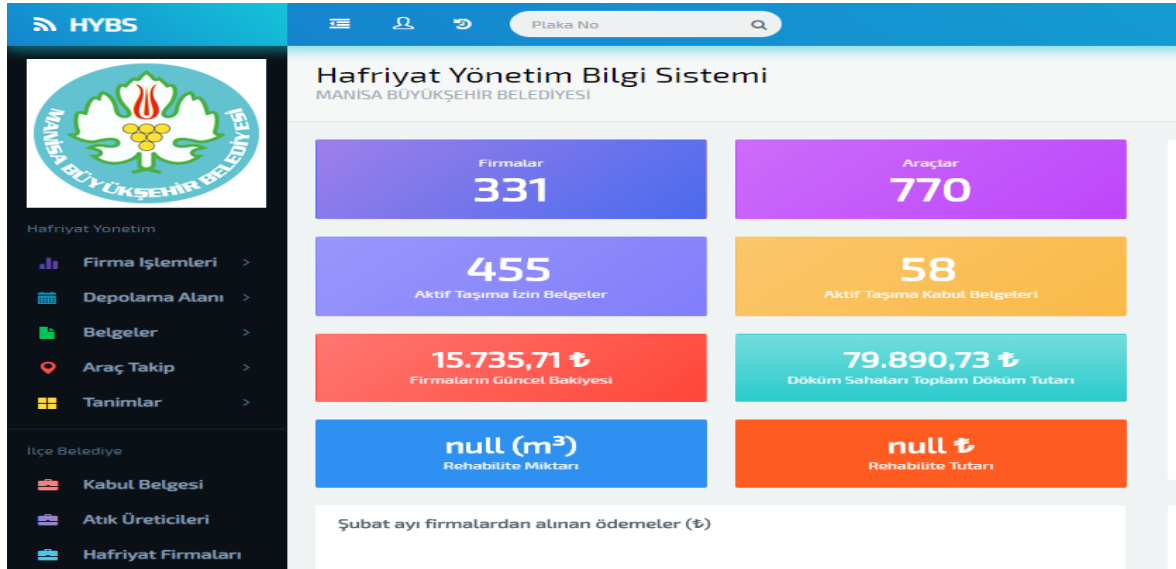 HYBS
Plaka No
MANİSA BÜYÜKŞEHİR BELEDİYESİ
Hafriyat Yonetim
Firma Işlemleri >
Depolama Alanı >
Belgeler >
Araç Takip >
Tanimlar >
İlçe Belediye
Kabul Belgesi
Atık Üreticileri
Hafriyat Firmaları
Hafriyat Yönetim Bilgi Sistemi
MANİSA BÜYÜKŞEHİR BELEDİYESİ
Firmalar
331
Araçlar
770
455
Aktif Taşıma İzin Belgeler
58
Aktif Taşıma Kabul Belgeleri
15.735,71 ₺
Firmaların Güncel Bakiyesi
79.890,73 ₺
Döküm Sahaları Toplam Döküm Tutarı
null (m³)
Rehabilite Miktarı
null ₺
Rehabilite Tutarı
Şubat ayı firmalardan alınan ödemeler (₺)